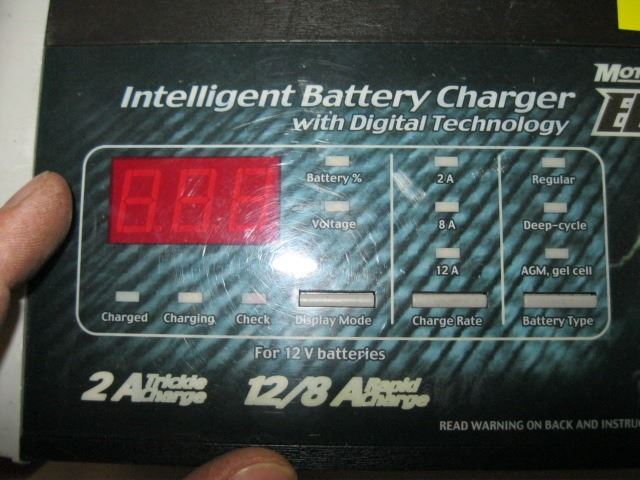 Intelligent Battery Charger
with Digital Technology
Battery %
2 A
Regular
Voltage
8 A
Deep-cycle
12 A
AGM, gel cell
Charged
Charging
Check
Display Mode
Charge Rate
Battery Type
For 12 V batteries
2 A Trickle Charge
12/8 A Rapid Charge
READ WARNING ON BACK AND